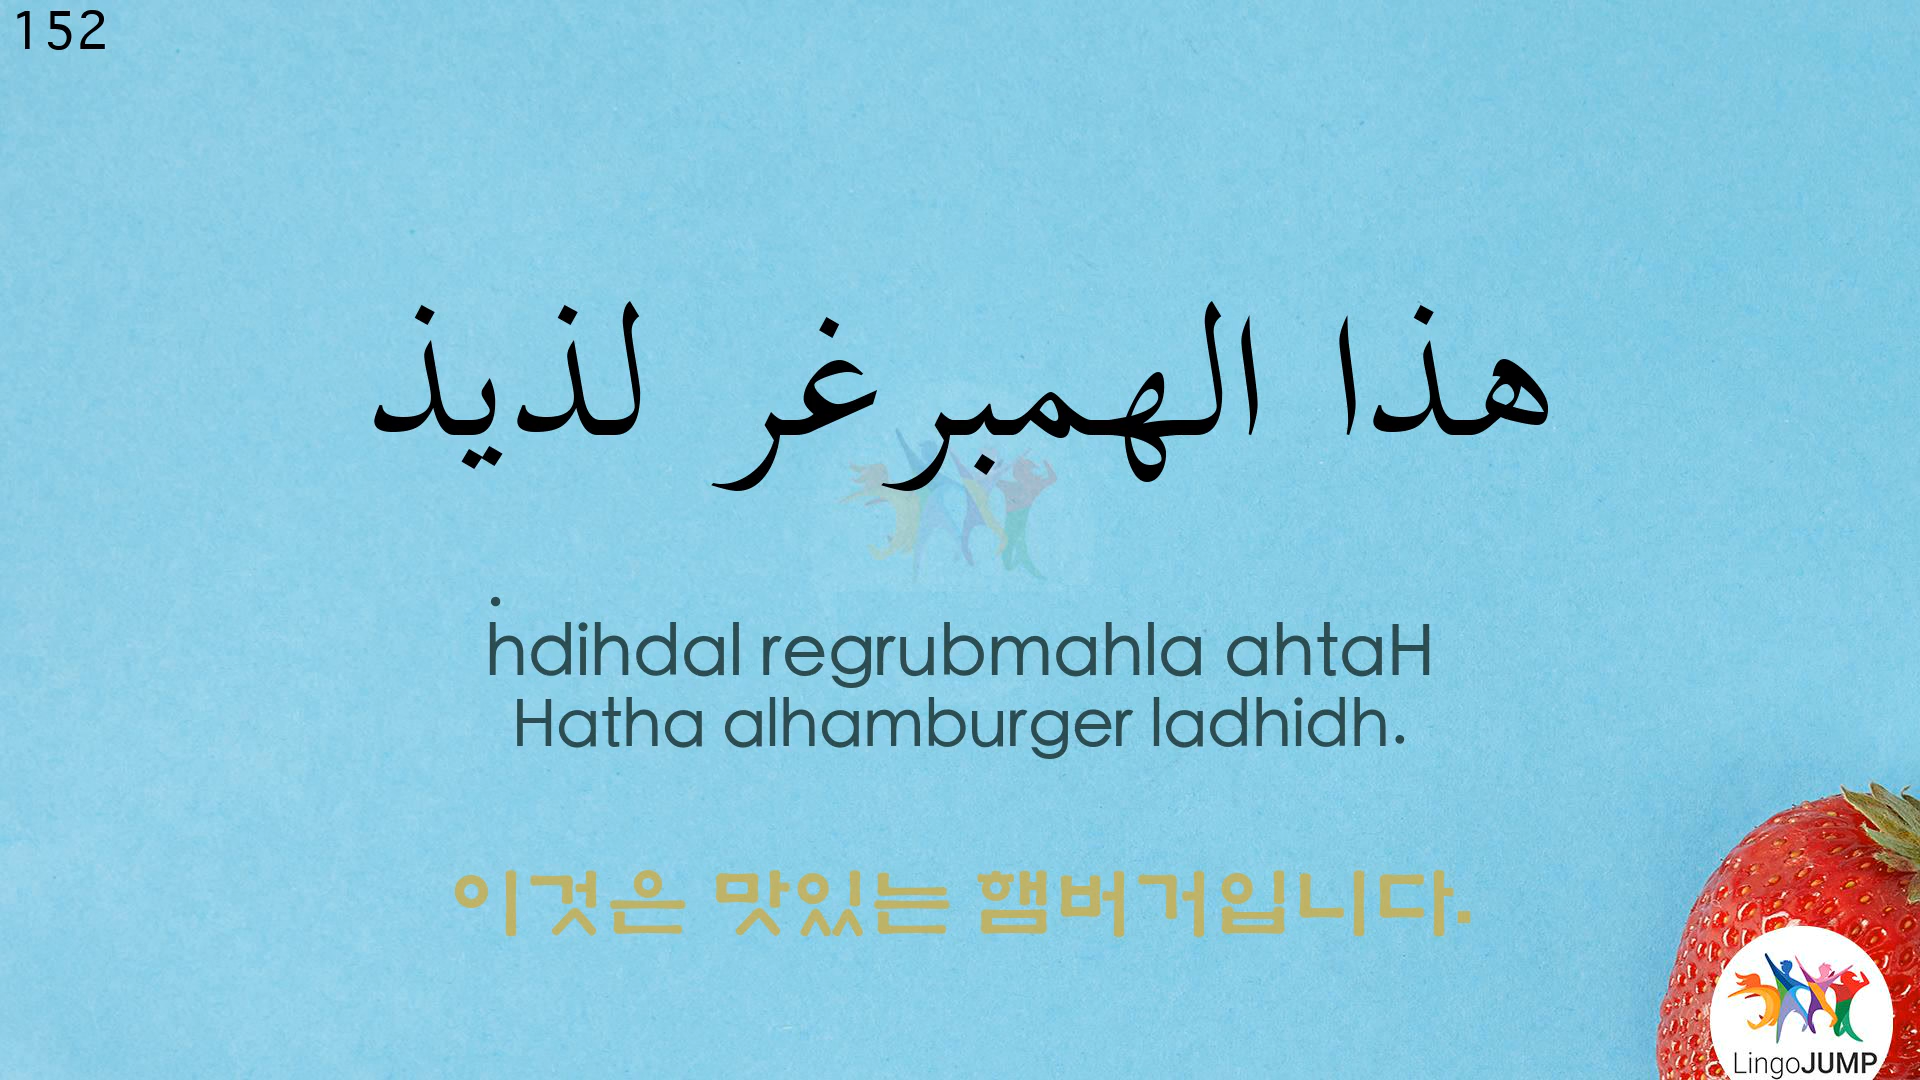 152
هذا الهمبرغر لذيذ
.
hdihdal regrubmahla ahtaH
Hatha alhamburger ladhidh.
이것은 맛있는 햄버거입니다.
LingoJUMP